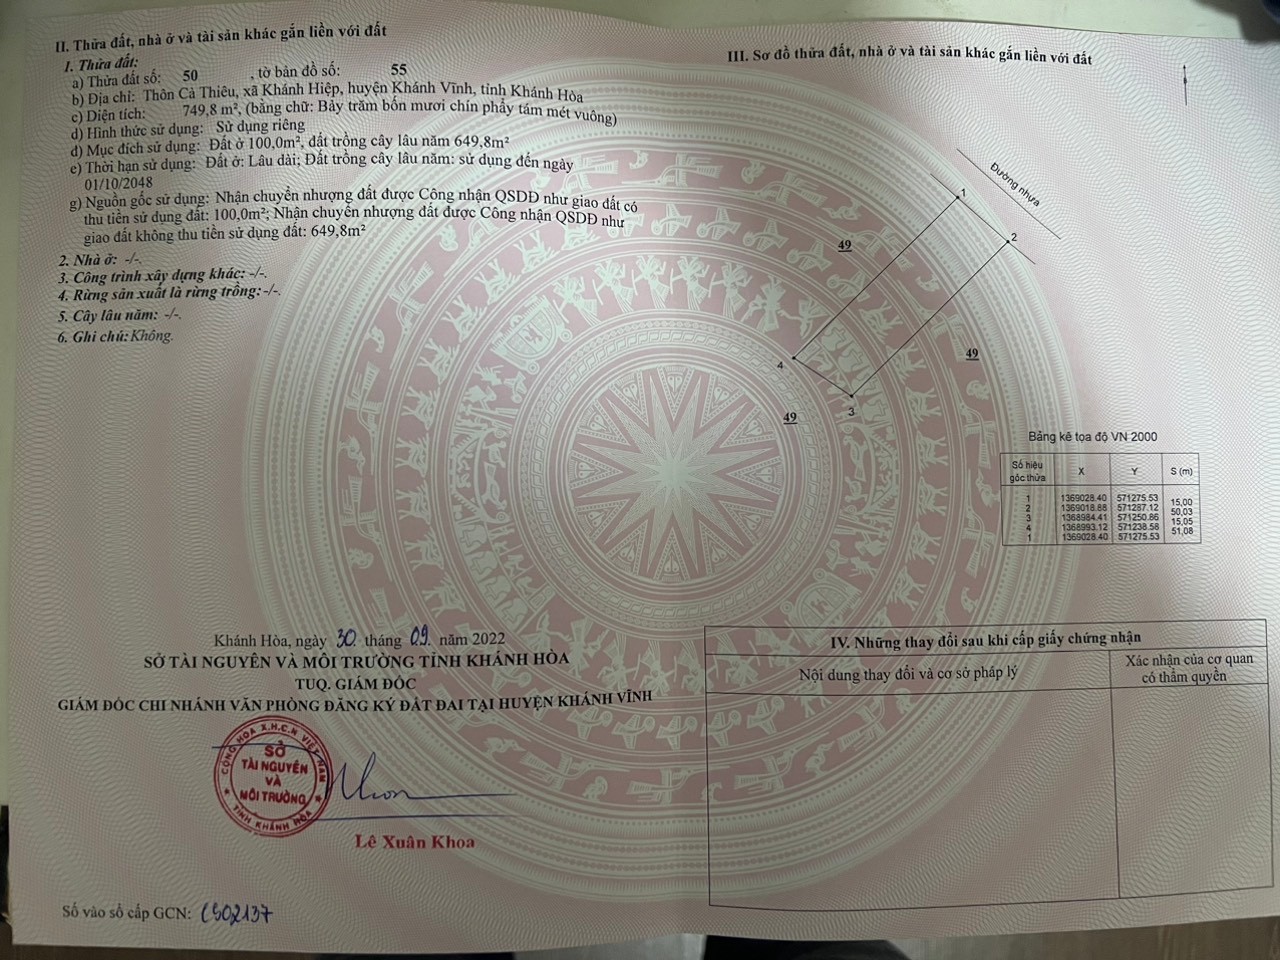 II. Thửa đất, nhà ở và tài sản khác gắn liền với đất
1. Thửa đất:
a) Thửa đất số: 50 , tờ bản đồ số: 55
b) Địa chỉ: Thôn Cà Thiêu, xã Khánh Hiệp, huyện Khánh Vĩnh, tỉnh Khánh Hòa
c) Diện tích: 749,8 m², (bằng chữ: Bảy trăm bốn mươi chín phẩy tám mét vuông)
d) Hình thức sử dụng: Sử dụng riêng
đ) Mục đích sử dụng: Đất ở 100,0m², đất trồng cây lâu năm 649,8m²
e) Thời hạn sử dụng: Đất ở: Lâu dài; Đất trồng cây lâu năm: sử dụng đến ngày
01/10/2048
g) Nguồn gốc sử dụng: Nhận chuyển nhượng đất được Công nhận QSDĐ như giao đất có
thu tiền sử dụng đất: 100,0m²; Nhận chuyển nhượng đất được Công nhận QSDĐ như
giao đất không thu tiền sử dụng đất: 649,8m²
2. Nhà ở: -/-.
3. Công trình xây dựng khác: -/-.
4. Rừng sản xuất là rừng trồng: -/-.
5. Cây lâu năm: -/-.
6. Ghi chú: Không.
Khánh Hòa, ngày 30 tháng 09. năm 2022
SỞ TÀI NGUYÊN VÀ MÔI TRƯỜNG TỈNH KHÁNH HÒA
TUQ. GIÁM ĐỐC
GIÁM ĐỐC CHI NHÁNH VĂN PHÒNG ĐĂNG KÝ ĐẤT ĐAI TẠI HUYỆN KHÁNH VĨNH
CỘNG HÒA X.H.C.N VIỆT NAM
SỞ
TÀI NGUYÊN
VÀ
MÔI TRƯỜNG
TỈNH KHÁNH HÒA
Lê Xuân Khoa
Số vào sổ cấp GCN: CS02137
III. Sơ đồ thửa đất, nhà ở và tài sản khác gắn liền với đất
Đường nhựa
1
2
49
49
4
3
49
Bảng kê tọa độ VN 2000
Số hiệu góc thửa X Y S (m)
1 1369028.40 571275.53
15,00
2 1369018.88 571287.12
50,03
3 1368984.41 571250.86
15,05
4 1368993.12 571238.58
51,08
1 1369028.40 571275.53
IV. Những thay đổi sau khi cấp giấy chứng nhận
Nội dung thay đổi và cơ sở pháp lý
Xác nhận của cơ quan
có thẩm quyền